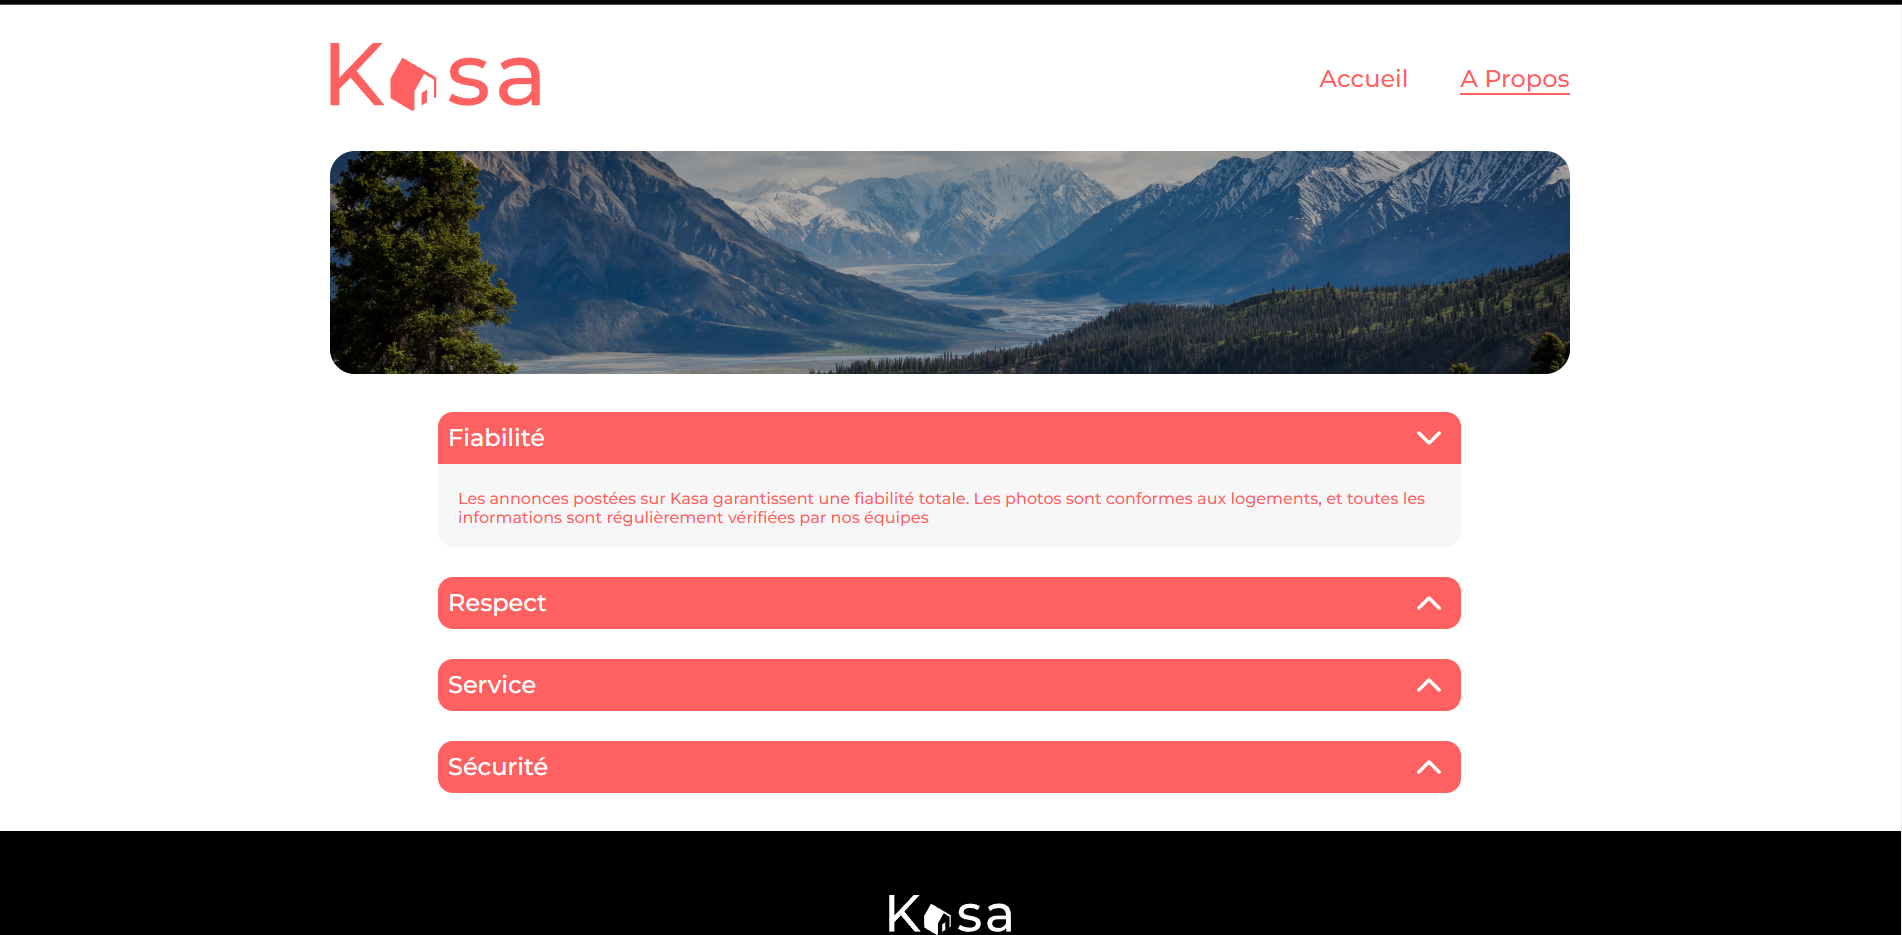 Kasa
Accueil
A Propos
Fiabilité
Les annonces postées sur Kasa garantissent une fiabilité totale. Les photos sont conformes aux logements, et toutes les
informations sont régulièrement vérifiées par nos équipes
Respect
Service
Sécurité
Kasa